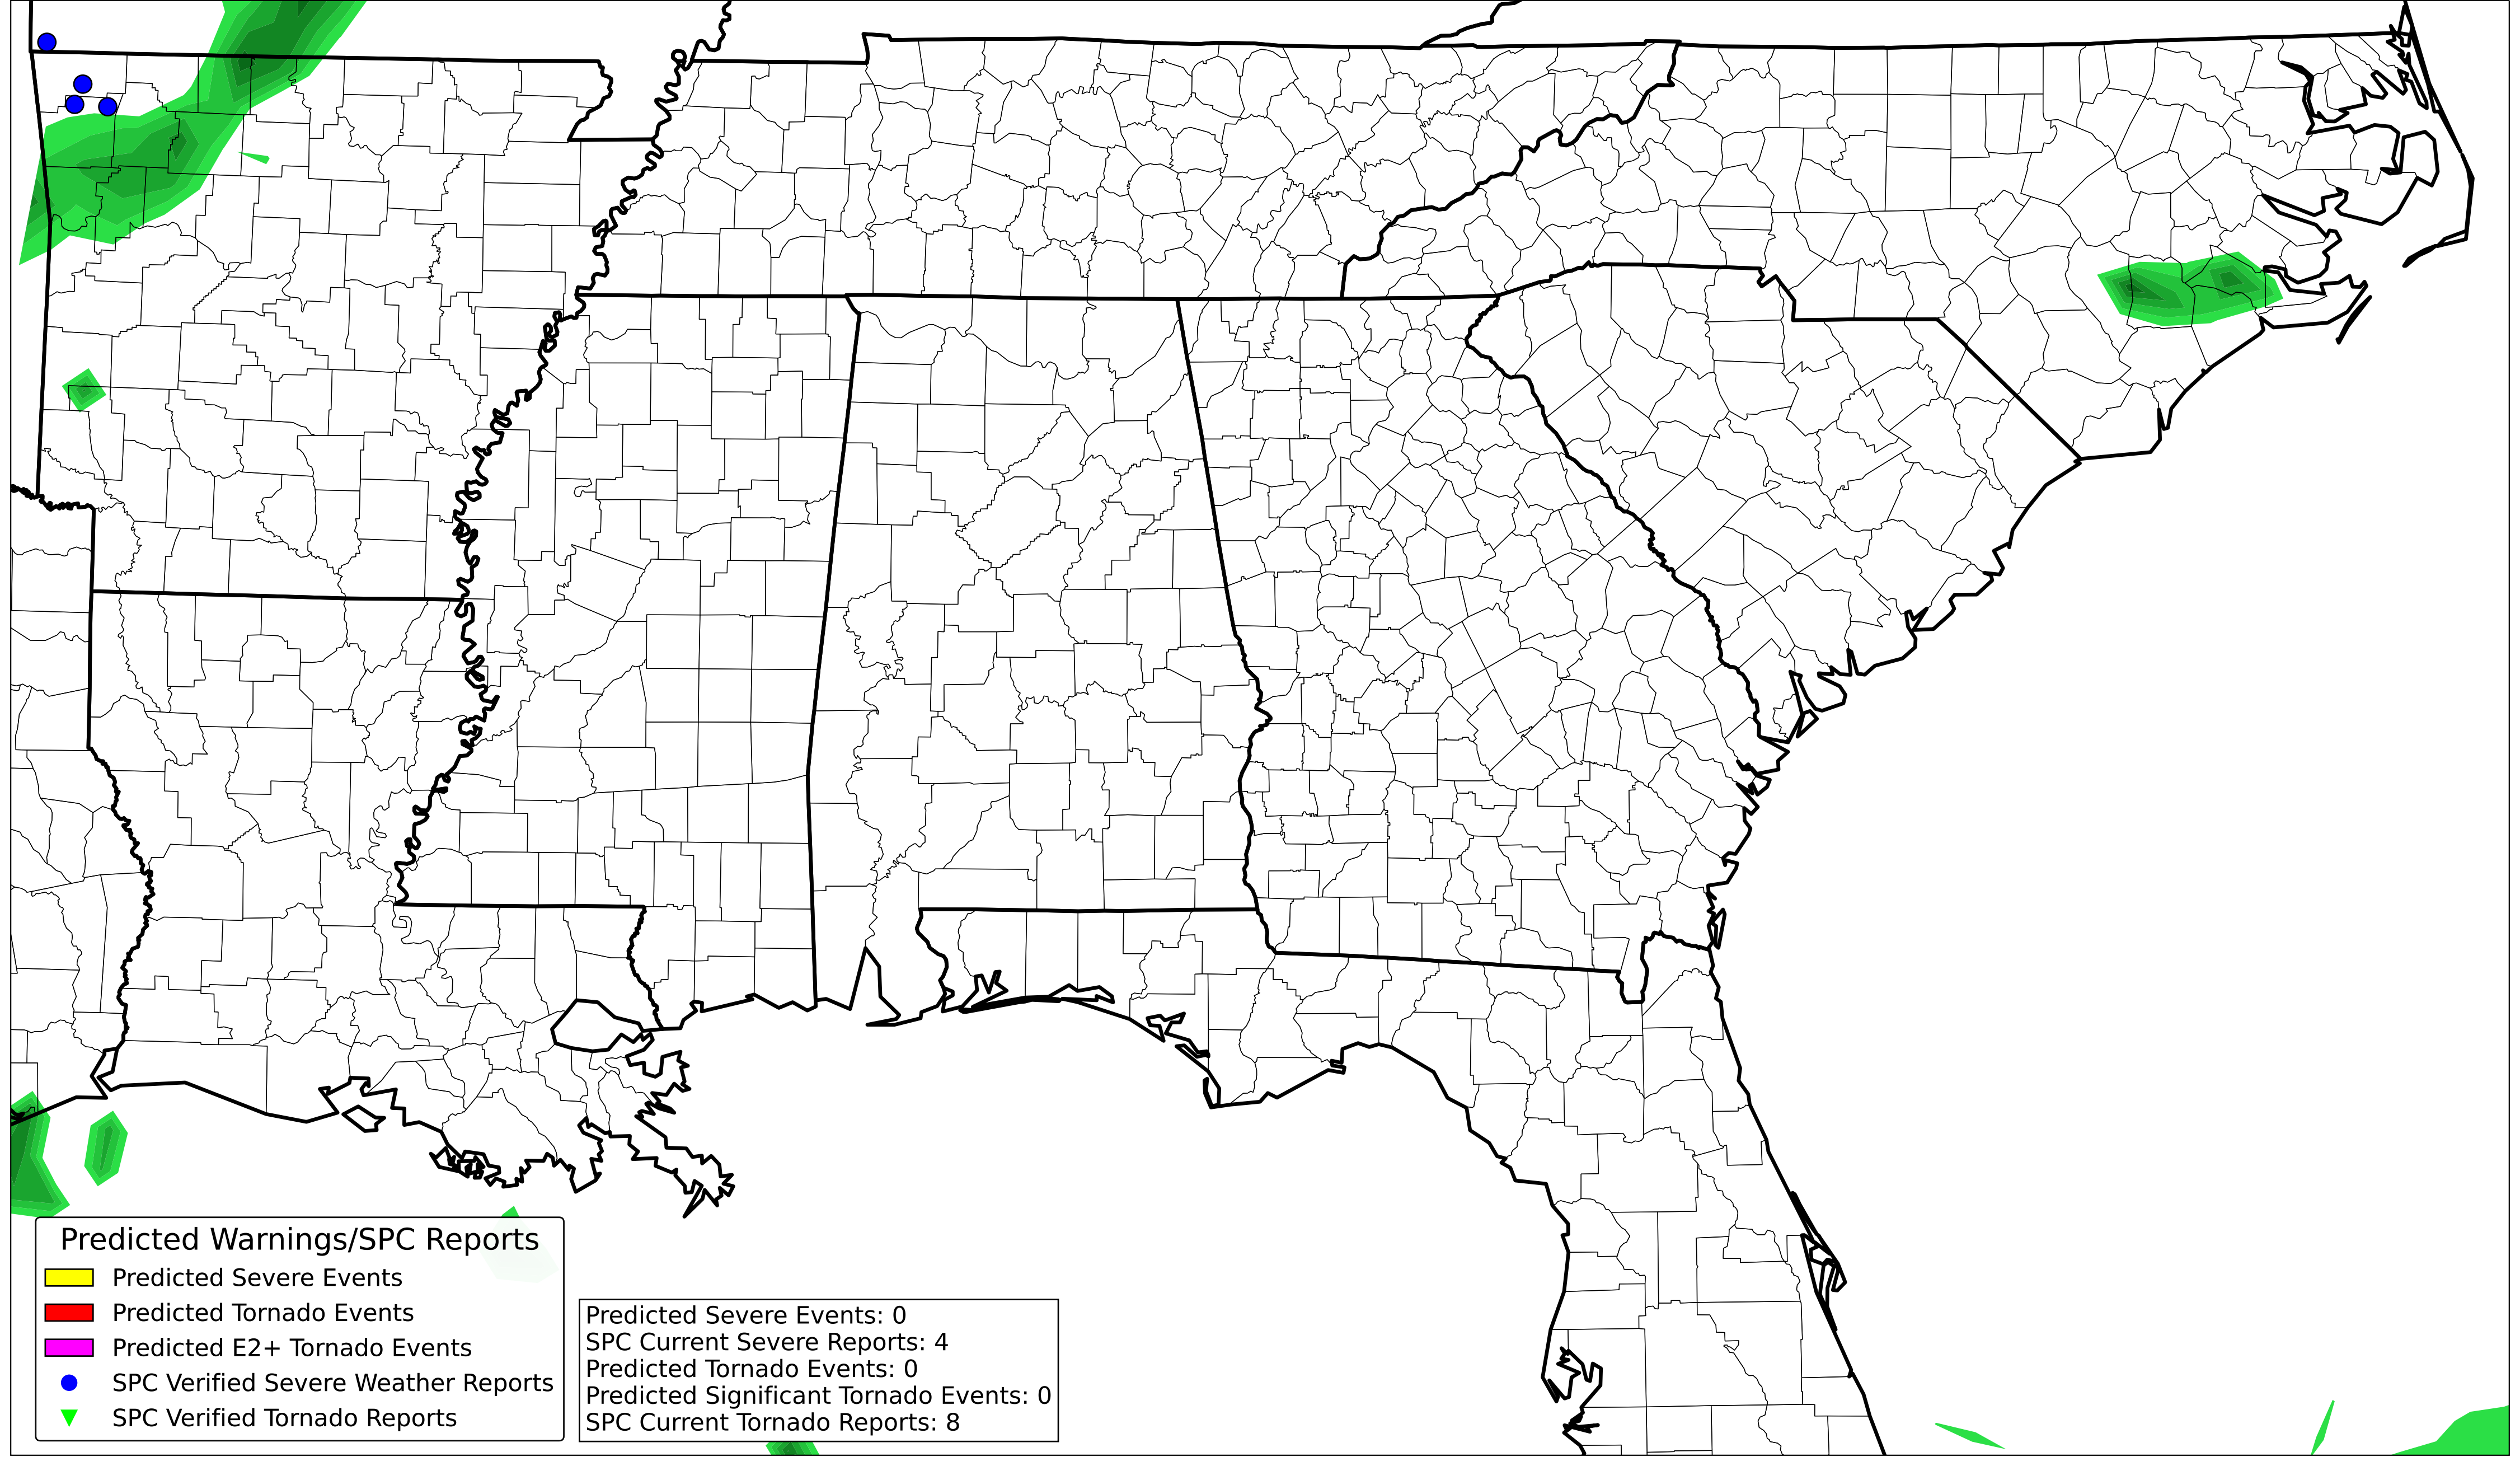 Predicted Warnings/SPC Reports
Predicted Severe Events
Predicted Tornado Events
Predicted E2+ Tornado Events
SPC Verified Severe Weather Reports
SPC Verified Tornado Reports
Predicted Severe Events: 0
SPC Current Severe Reports: 4
Predicted Tornado Events: 0
Predicted Significant Tornado Events: 0
SPC Current Tornado Reports: 8